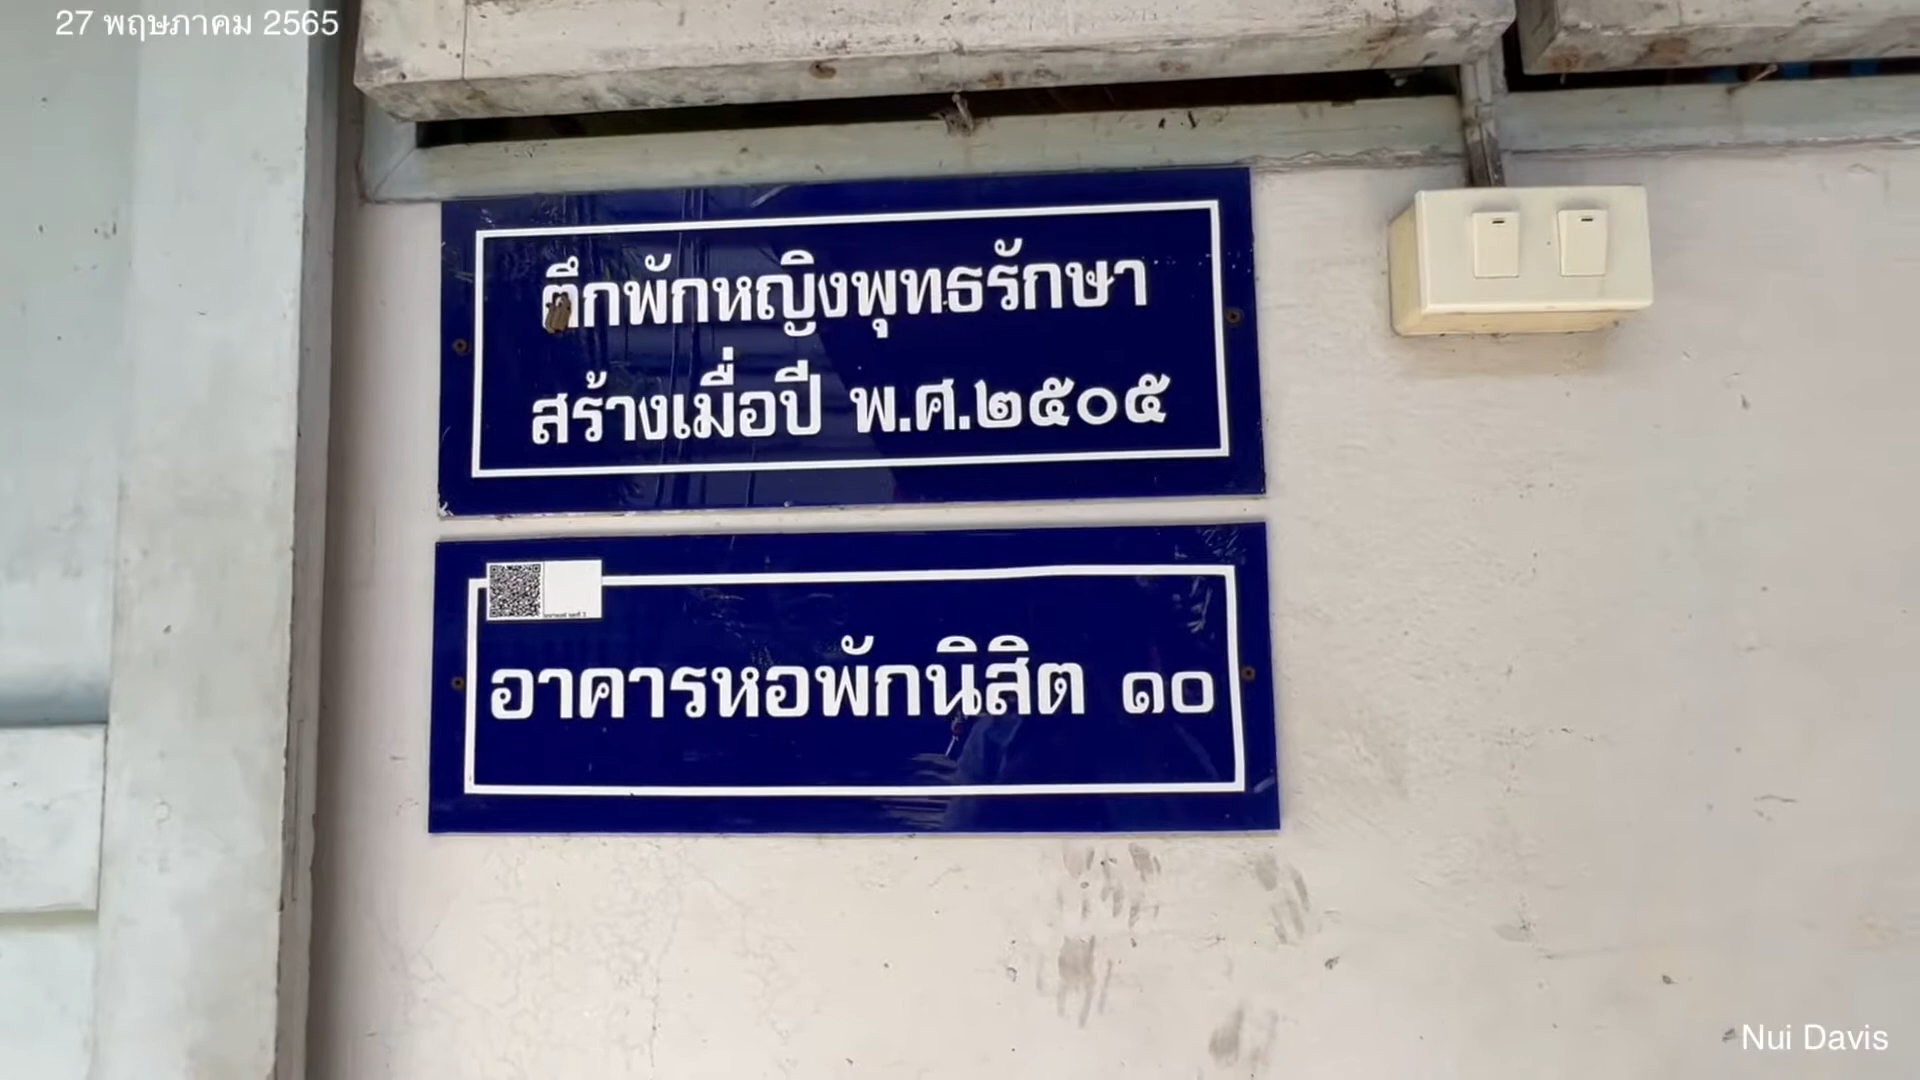 27 พฤษภาคม 2565
ตึกพักหญิงพุทธรักษา
สร้างเมื่อปี พ.ศ.๒๕๐๕
อาคารหอพักนิสิต ๑๐
Nui Davis